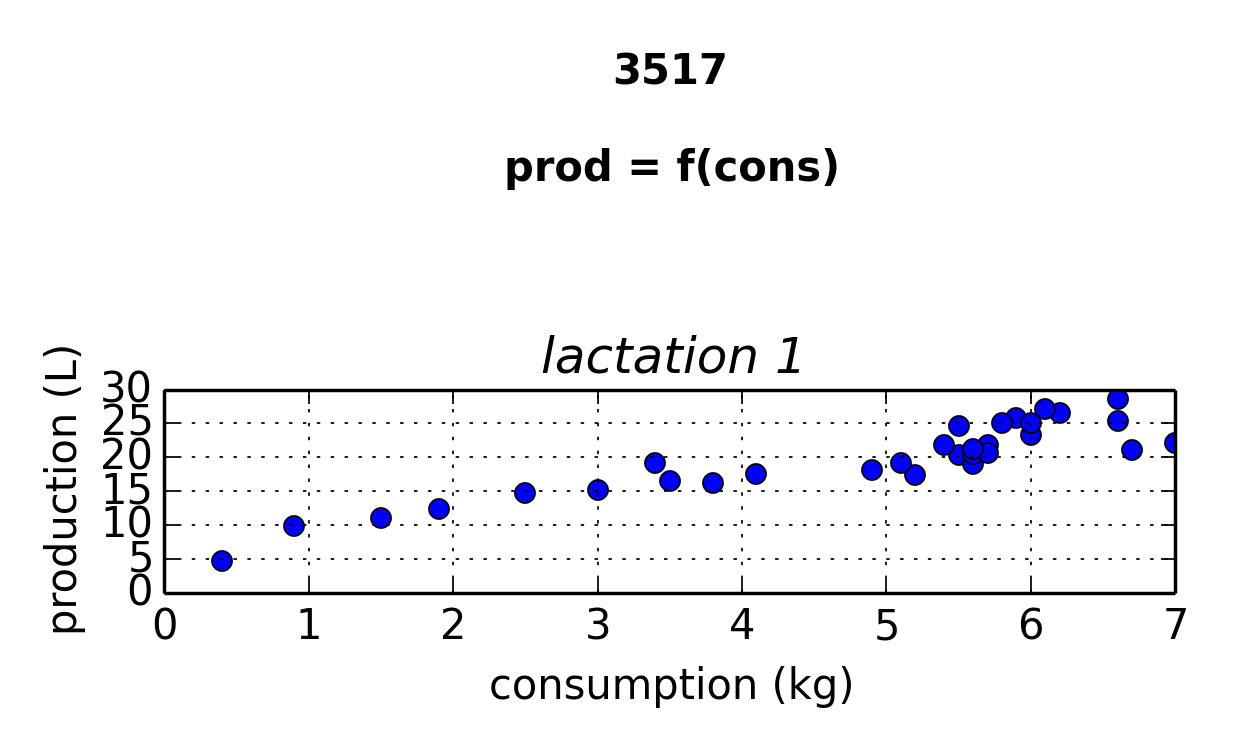 3517
prod = f(cons)
lactation 1
production (L)
30
25
20
15
10
5
0
0 1 2 3 4 5 6 7
consumption (kg)